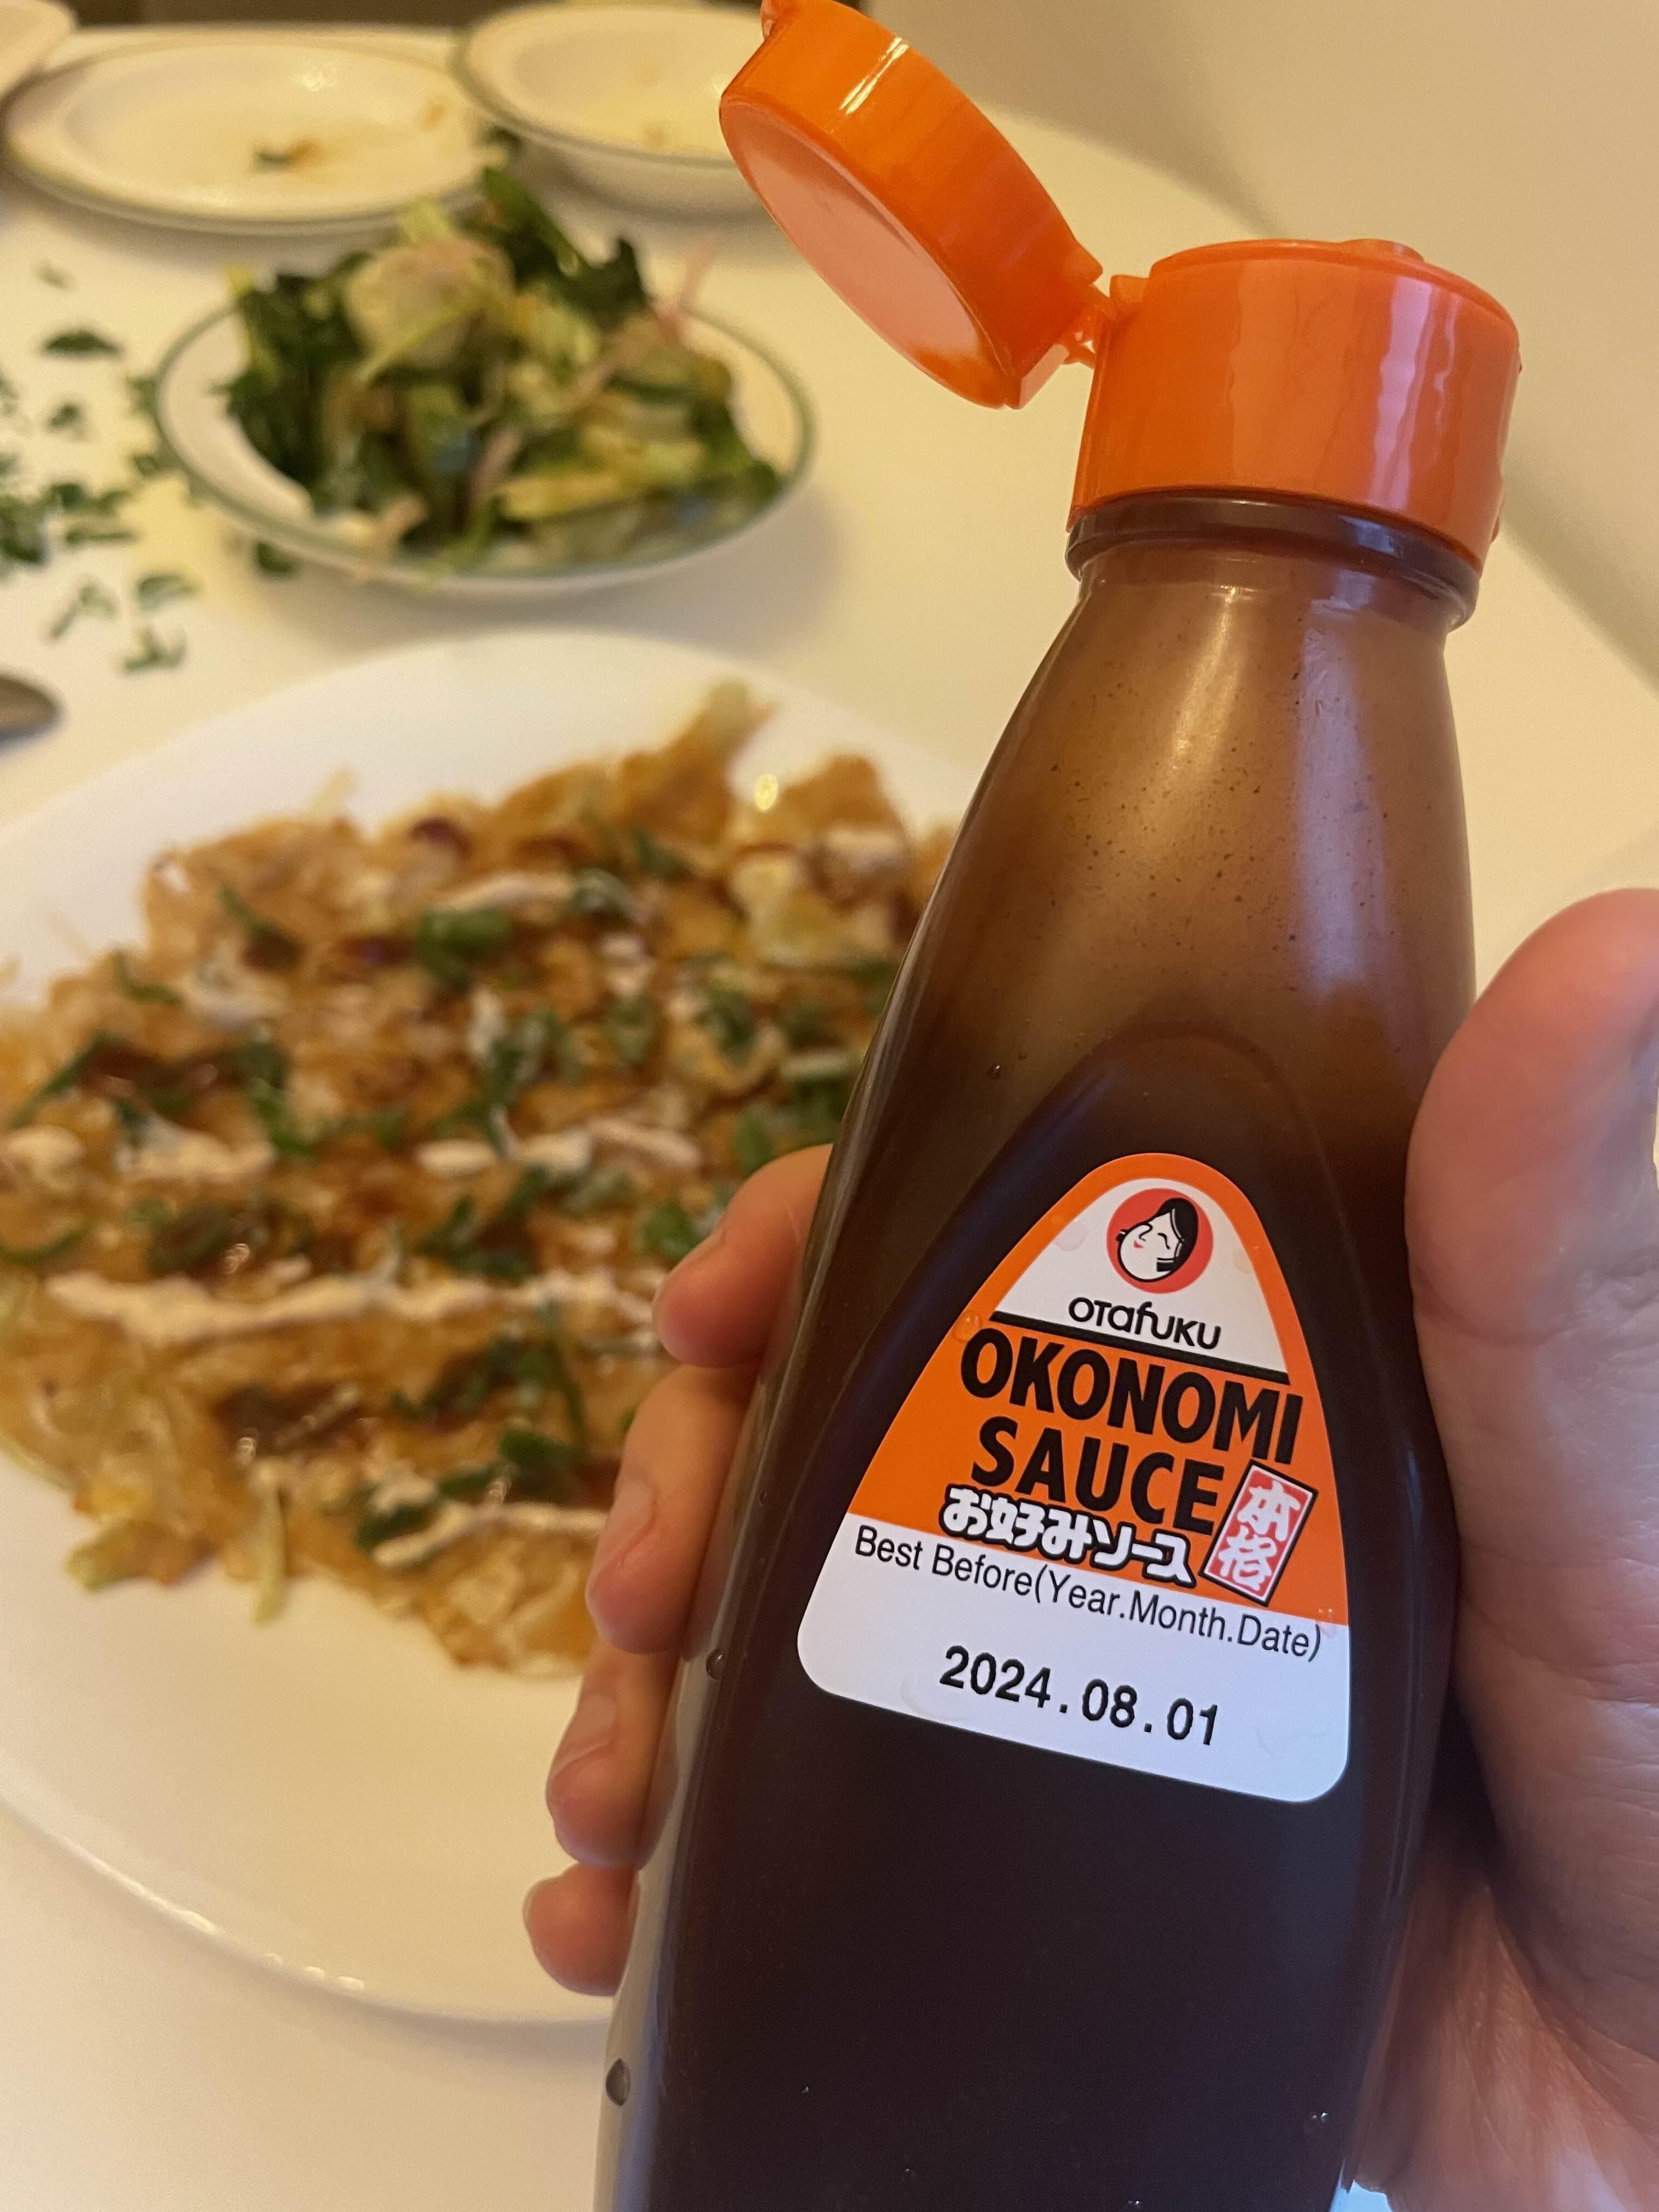 OTafUKU
OKONOMI
SAUCE
お好みソース
本格
Best Before(Year.Month.Date)
2024.08.01